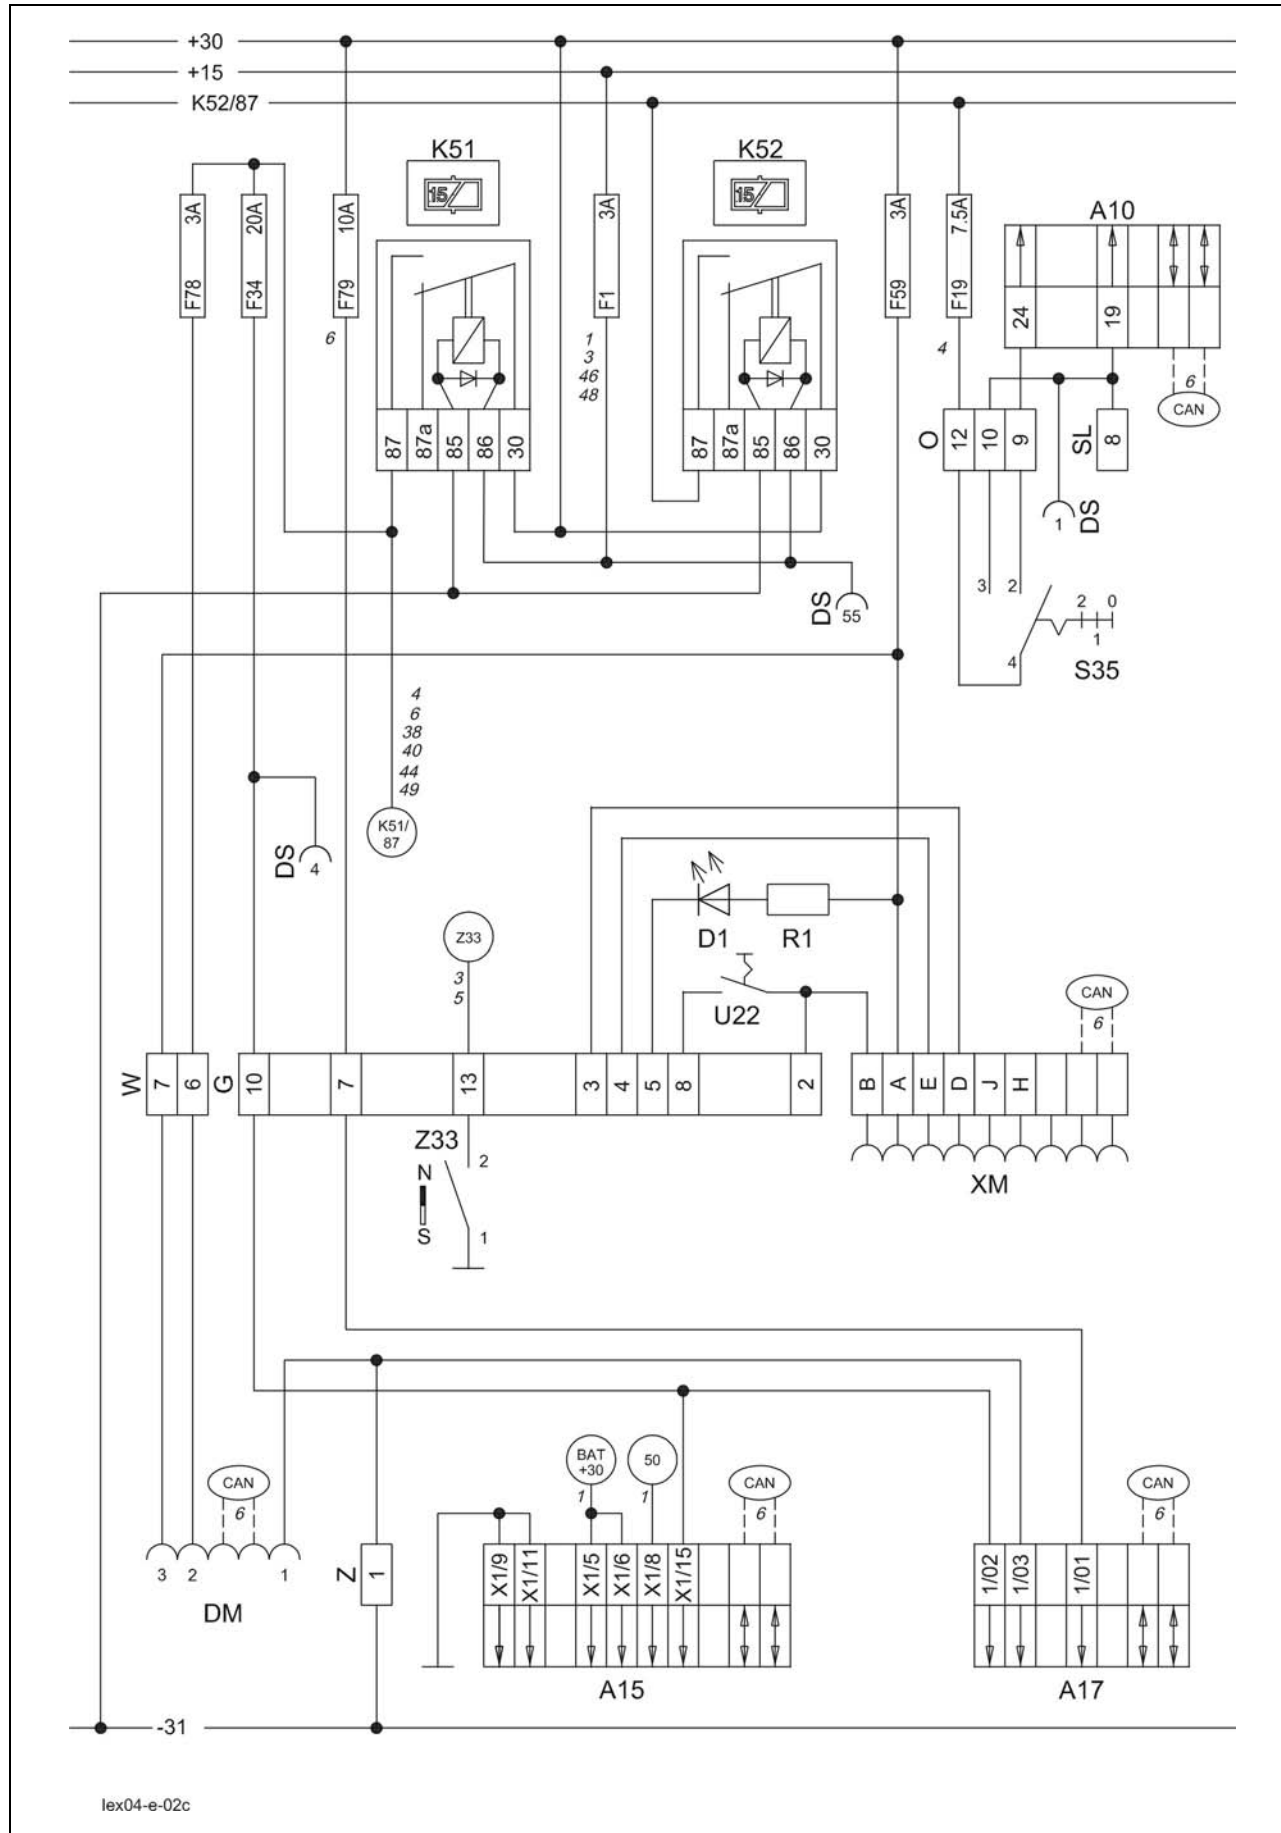 +30
+15
K52/87
K51
K52
15
15
A10
3A
F78
20A
F34
10A
F79
3A
F1
3A
F59
7.5A
F19
24
19
6
1
3
46
48
4
6
CAN
87
87a
85
86
30
87
87a
85
86
30
O
12
10
9
SL
8
1
DS
DS
55
3
2
4
2
0
1
S35
4
6
38
40
44
49
K51/
87
DS
4
Z33
3
5
D1
R1
U22
CAN
6
W
7
6
G
10
7
13
3
4
5
8
2
B
A
E
D
J
H
XM
Z33
N
S
2
1
CAN
6
3
2
1
DM
Z
1
BAT
+30
1
50
1
CAN
6
X1/9
X1/11
X1/5
X1/6
X1/8
X1/15
A15
CAN
6
1/02
1/03
1/01
A17
-31
lex04-e-02c